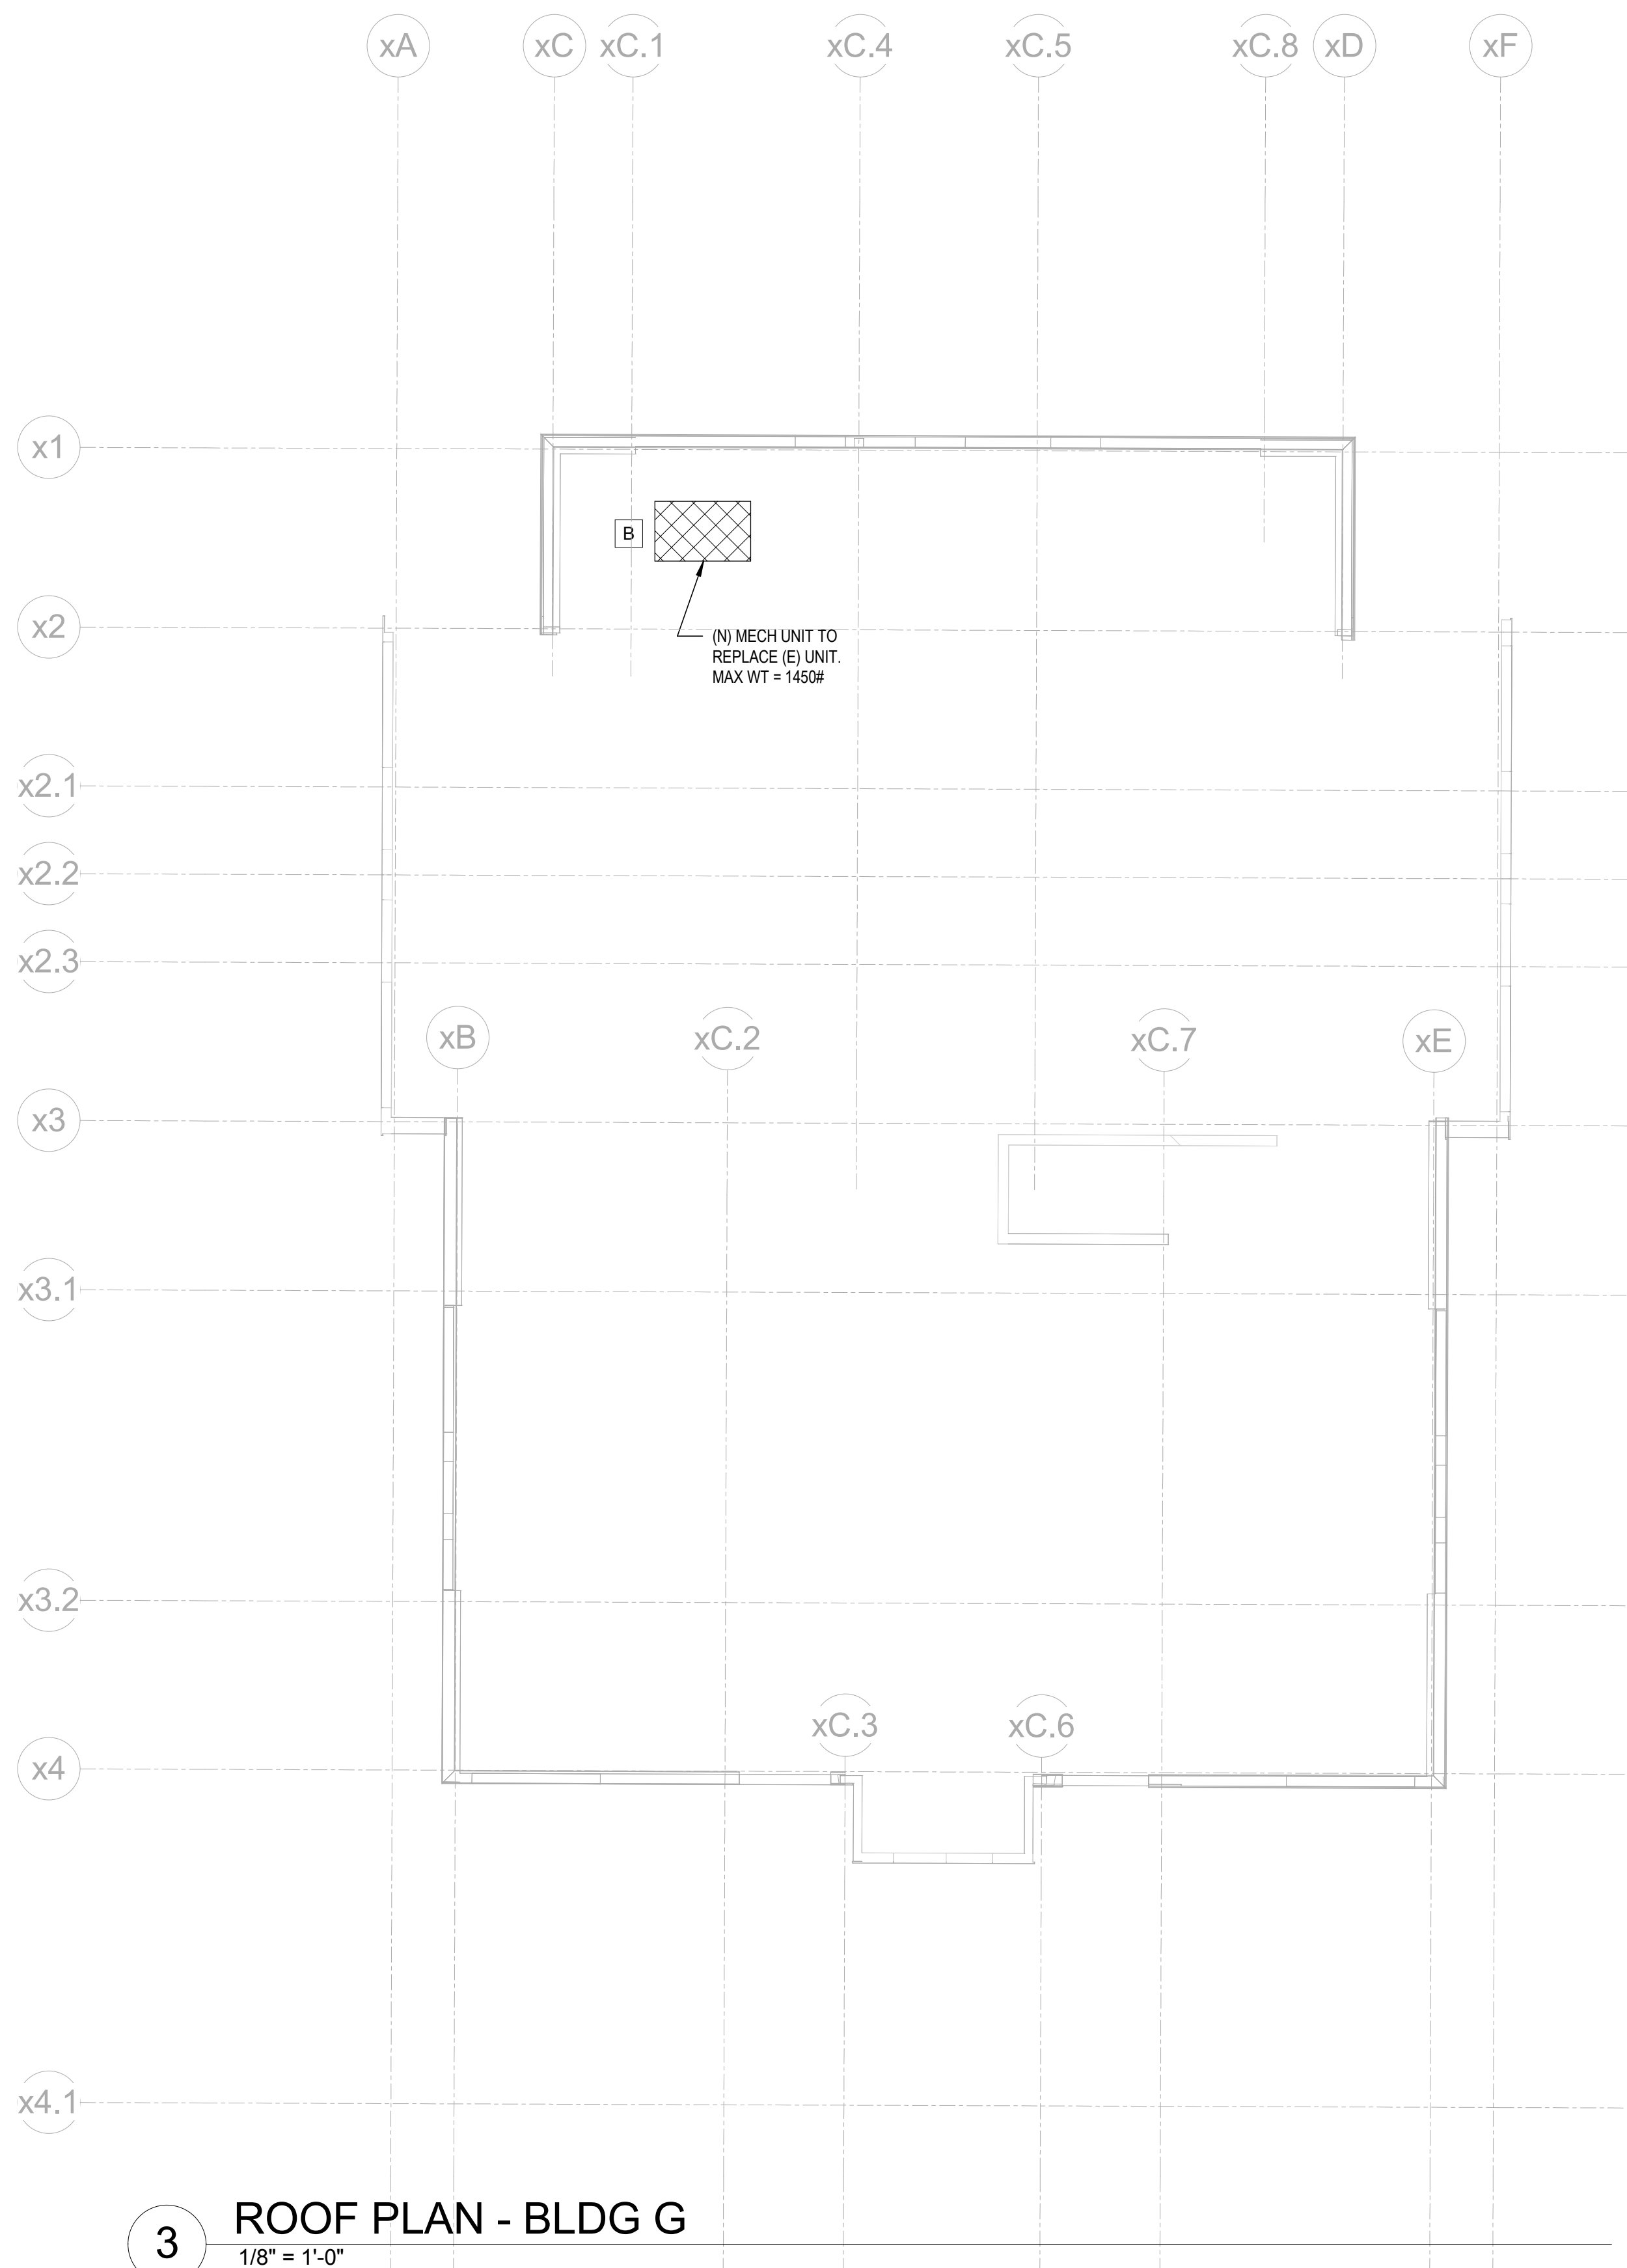 xA
xC
xC.1
xC.4
xC.5
xC.8
xD
xF
x1
B
x2
(N) MECH UNIT TO
REPLACE (E) UNIT.
MAX WT = 1450#
x2.1
x2.2
x2.3
xB
xC.2
xC.7
xE
x3
x3.1
x3.2
xC.3
xC.6
x4
x4.1
3
ROOF PLAN - BLDG G
1/8" = 1'-0"